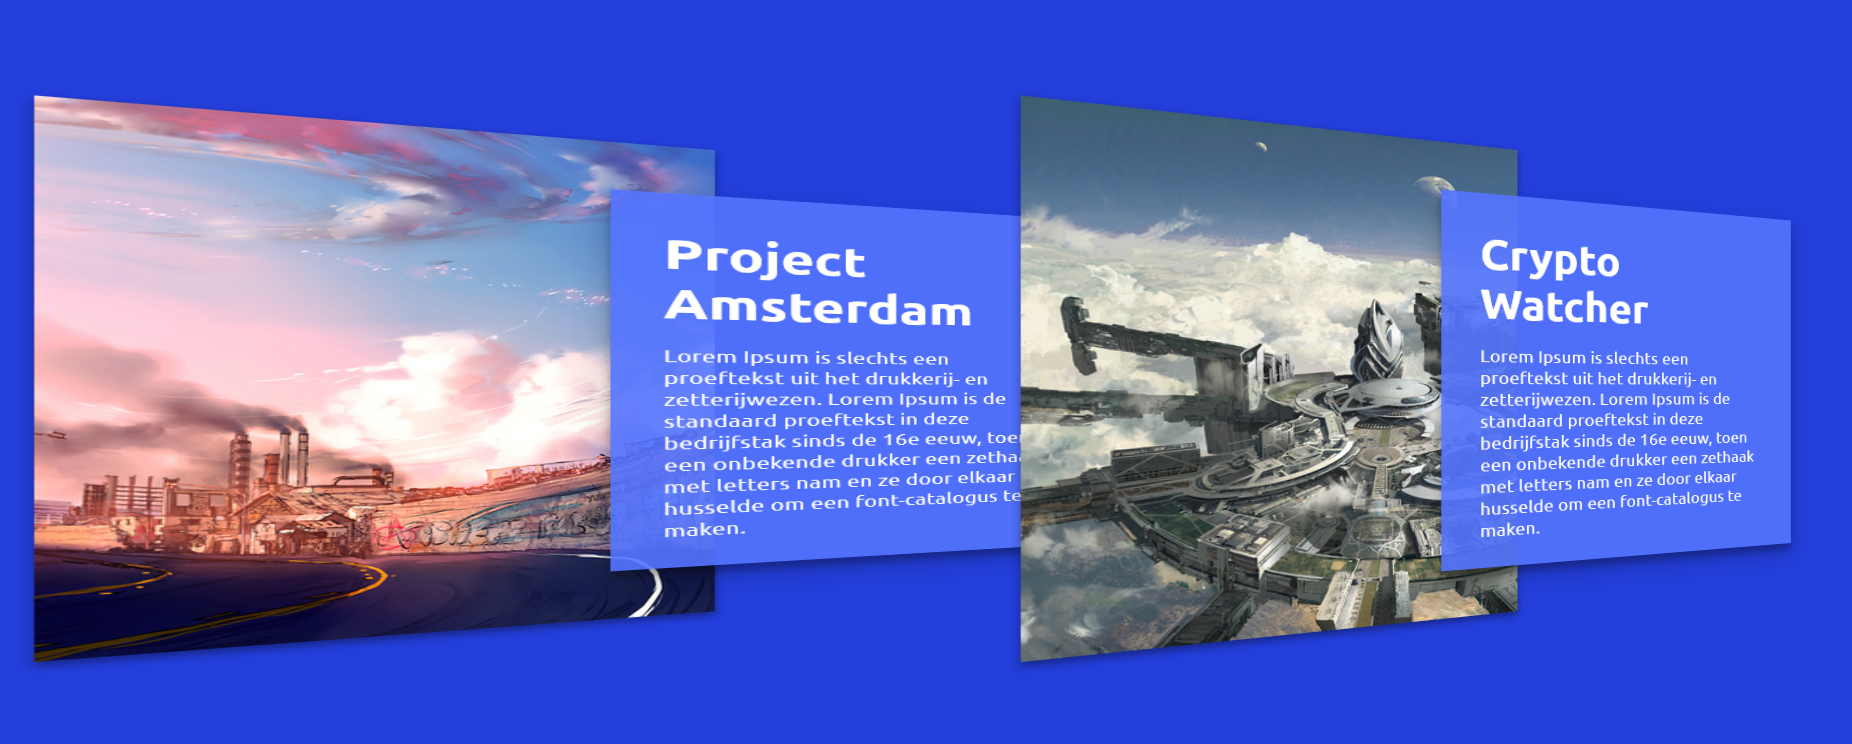 Project
Amsterdam
Lorem Ipsum is slechts een
proeftekst uit het drukkerij- en
zetterijwezen. Lorem Ipsum is de
standaard proeftekst in deze
bedrijfstak sinds de 16e eeuw, toen
een onbekende drukker een zethaak
met letters nam en ze door elkaar
husselde om een font-catalogus te
maken.
Crypto
Watcher
Lorem Ipsum is slechts een
proeftekst uit het drukkerij- en
zetterijwezen. Lorem Ipsum is de
standaard proeftekst in deze
bedrijfstak sinds de 16e eeuw, toen
een onbekende drukker een zethaak
met letters nam en ze door elkaar
husselde om een font-catalogus te
maken.